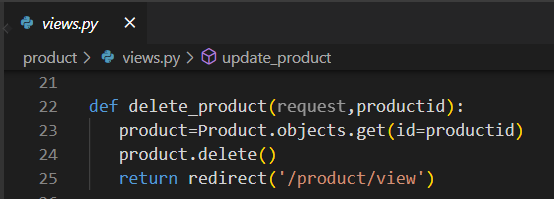 views.py
product > views.py > update_product
21
22 def delete_product(request,productid):
23 product=Product.objects.get(id=productid)
24 product.delete()
25 return redirect('/product/view')